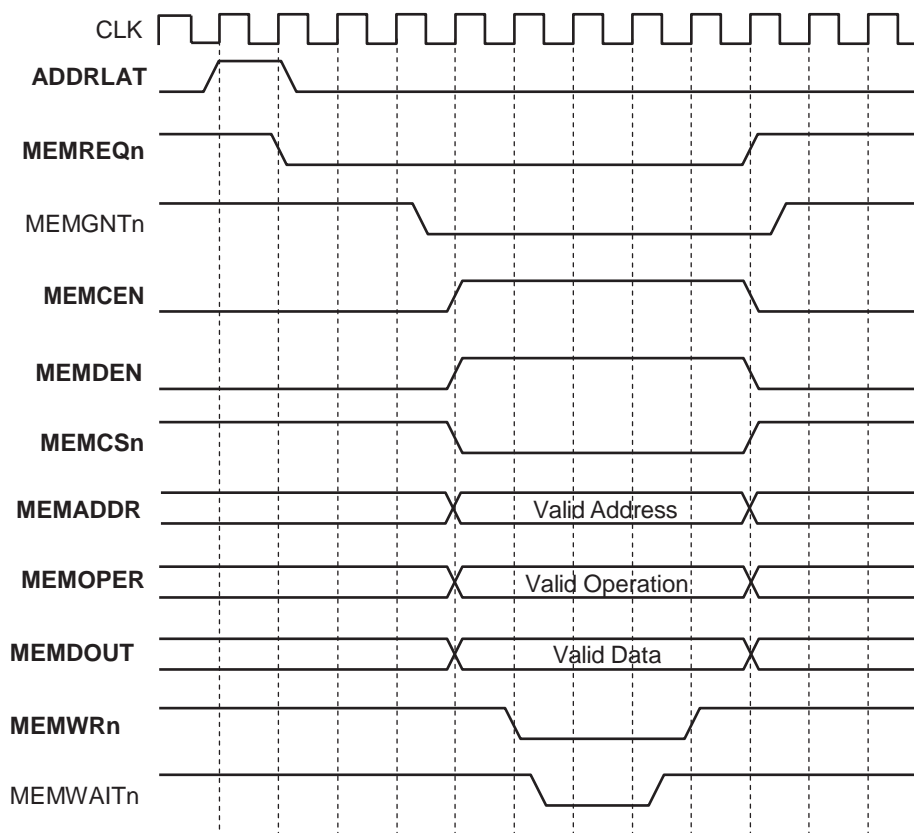 CLK
ADDRLAT
MEMREQn
MEMGNTn
MEMCEN
MEMDEN
MEMCSn
MEMADDR
Valid Address
MEMOPER
Valid Operation
MEMDOUT
Valid Data
MEMWRn
MEMWAITn